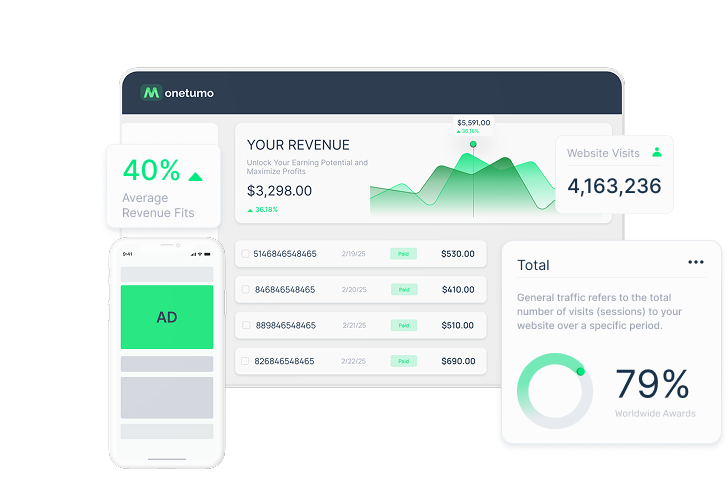 Monetumo
40%
Average
Revenue Fits
YOUR REVENUE
Unlock Your Earning Potential and
Maximize Profits
$3,298.00
36.18%
$5,591,00
36.18%
Website Visits
4,163,236
5146846548465 2/19/25 Paid $530.00
846846548465 2/20/25 Paid $410.00
889846548465 2/21/25 Paid $510.00
826846548465 2/22/25 Paid $690.00
9:41
AD
Total
General traffic refers to the total
number of visits (sessions) to your
website over a specific period.
79%
Worldwide Awards